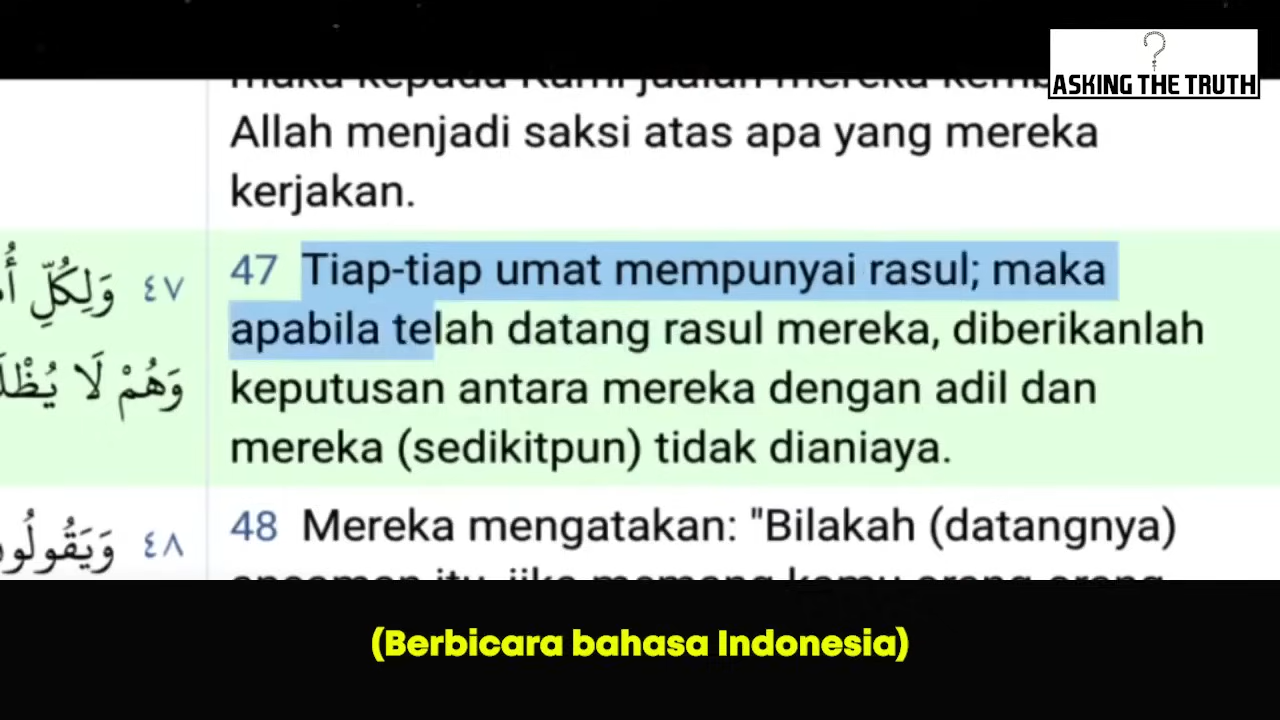 ASKING THE TRUTH
Allah menjadi saksi atas apa yang mereka
kerjakan.
47 Tiap-tiap umat mempunyai rasul; maka
apabila telah datang rasul mereka, diberikanlah
keputusan antara mereka dengan adil dan
mereka (sedikitpun) tidak dianiaya.
٤٧ وَلِكُلِّ
وَهُمْ لَا
48 Mereka mengatakan: "Bilakah (datangnya)
٤٨
(Berbicara bahasa Indonesia)